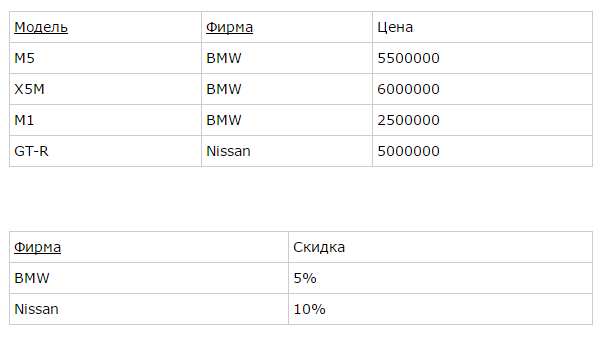 Модель Фирма Цена
M5 BMW 5500000
X5M BMW 6000000
M1 BMW 2500000
GT-R Nissan 5000000
Фирма Скидка
BMW 5%
Nissan 10%